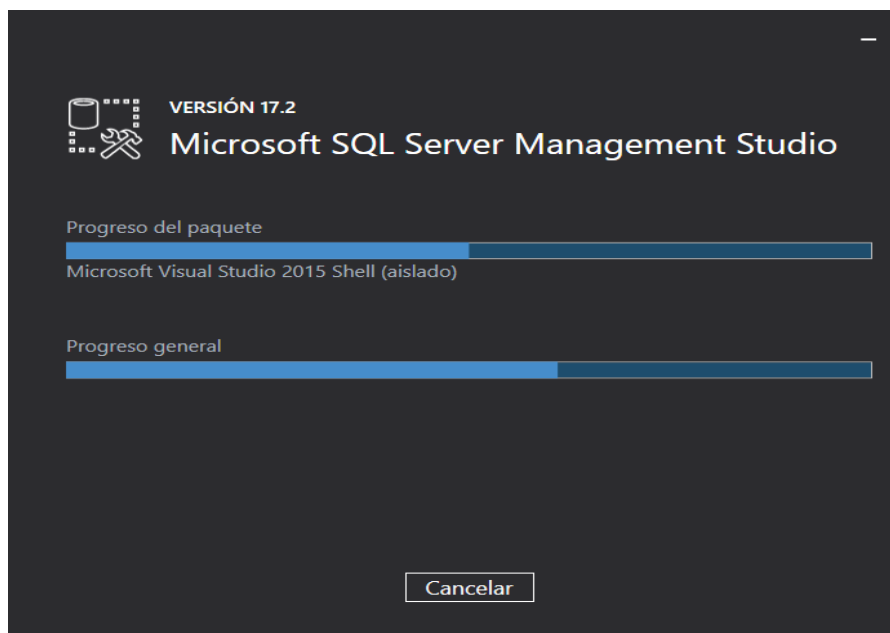 VERSIÓN 17.2
Microsoft SQL Server Management Studio
Progreso del paquete
Microsoft Visual Studio 2015 Shell (aislado)
Progreso general
Cancelar